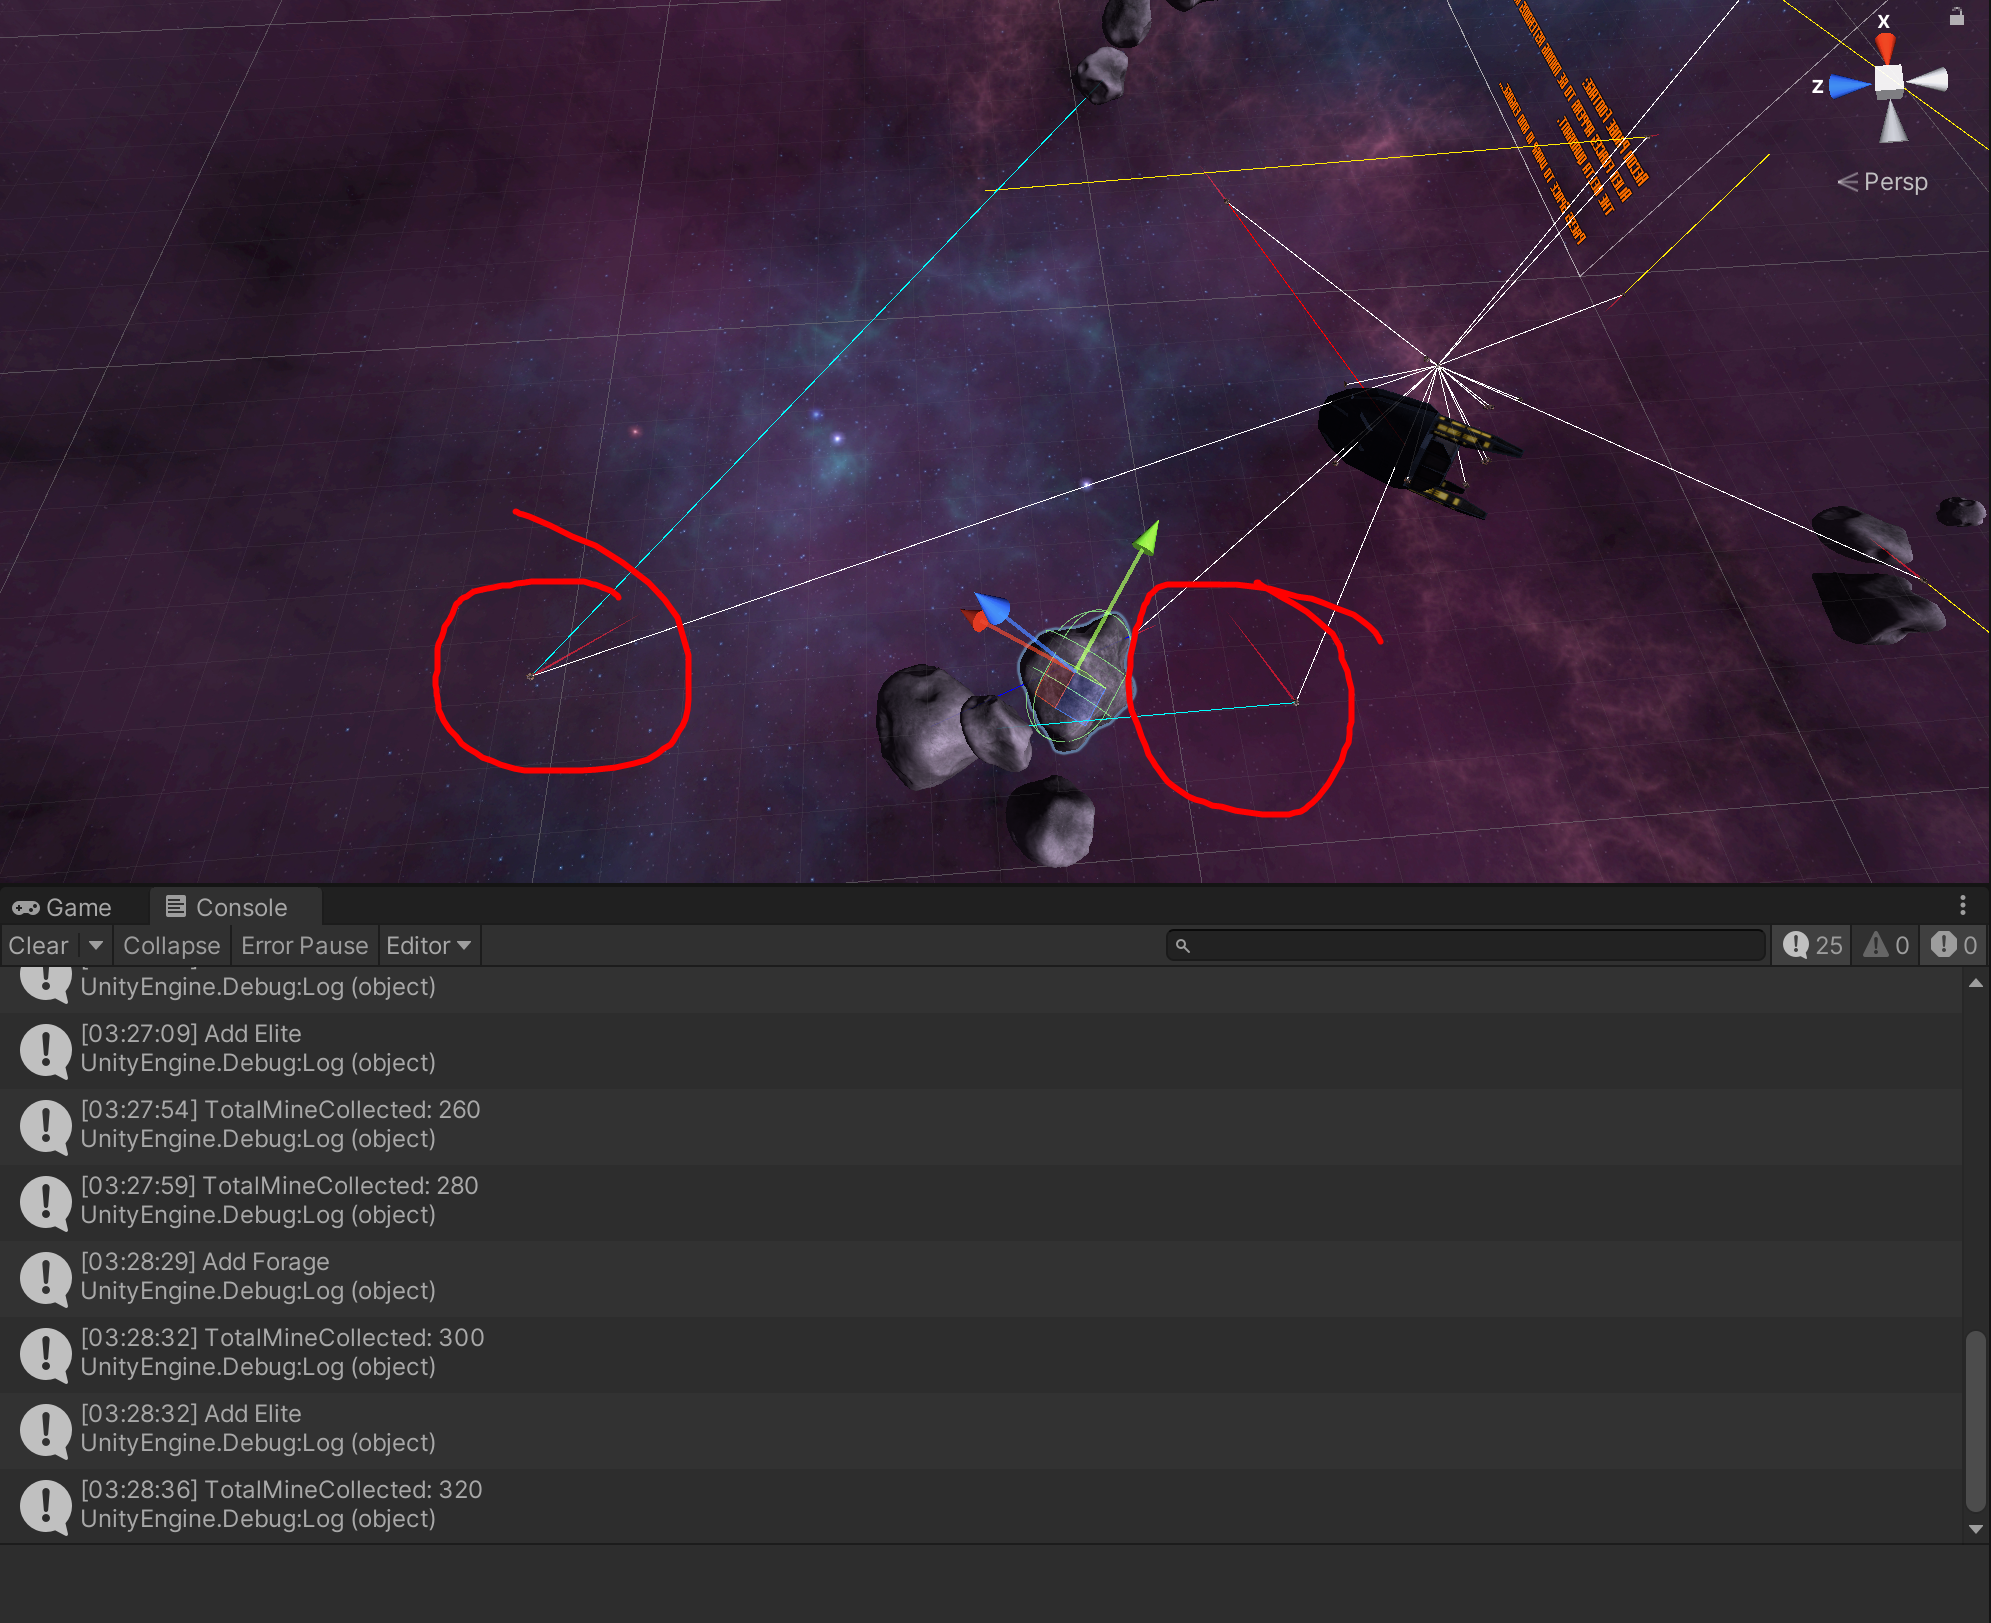 X
Z
Persp
Game
Console
Clear
Collapse
Error Pause
Editor
25
0
0
UnityEngine.Debug:Log (object)
[03:27:09] Add Elite
UnityEngine.Debug:Log (object)
[03:27:54] TotalMineCollected: 260
UnityEngine.Debug:Log (object)
[03:27:59] TotalMineCollected: 280
UnityEngine.Debug:Log (object)
[03:28:29] Add Forage
UnityEngine.Debug:Log (object)
[03:28:32] TotalMineCollected: 300
UnityEngine.Debug:Log (object)
[03:28:32] Add Elite
UnityEngine.Debug:Log (object)
[03:28:36] TotalMineCollected: 320
UnityEngine.Debug:Log (object)